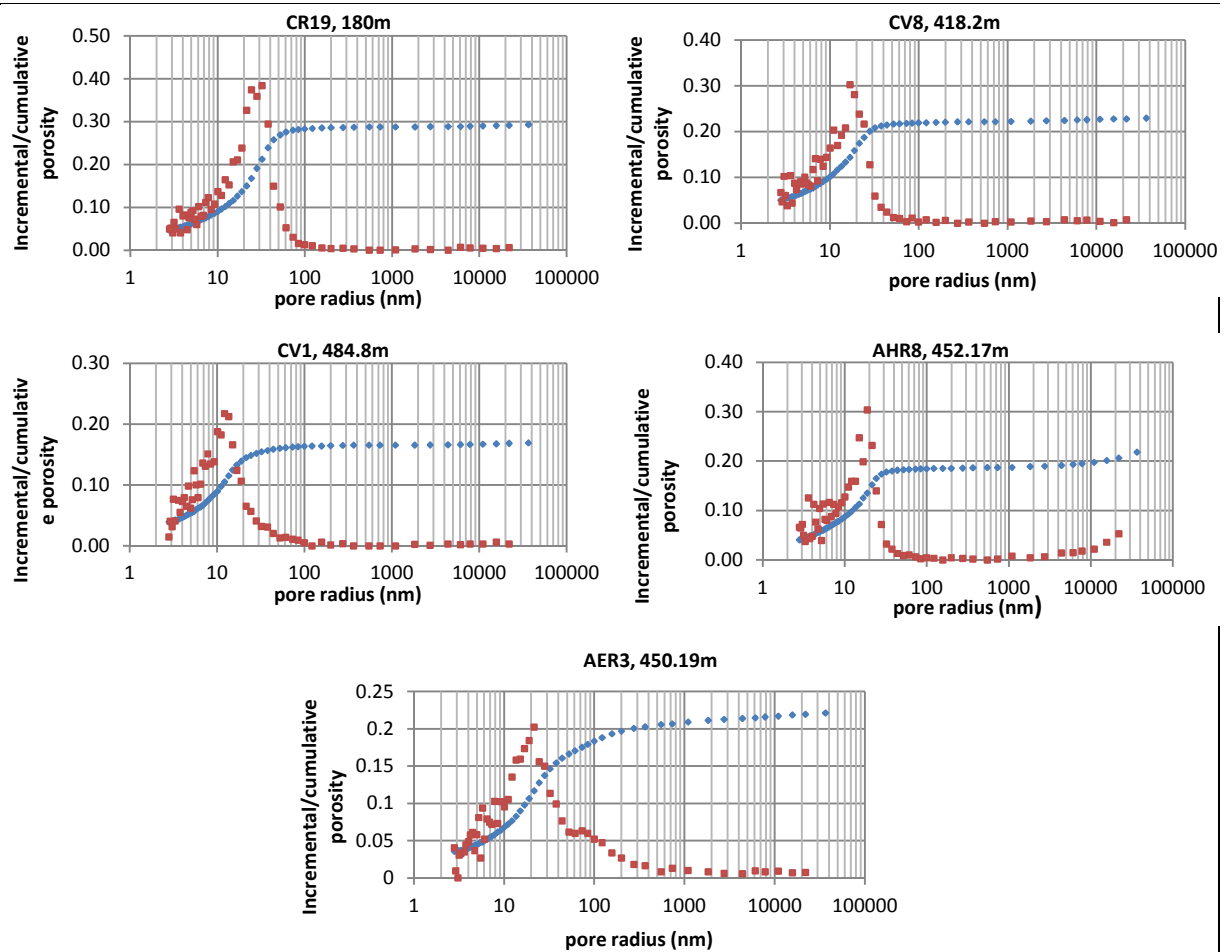 CR19, 180m
Incremental/cumulative
porosity
0.50
0.40
0.30
0.20
0.10
0.00
1 10 100 1000 10000 100000
pore radius (nm)
CV8, 418.2m
Incremental/cumulative
porosity
0.40
0.30
0.20
0.10
0.00
1 10 100 1000 10000 100000
pore radius (nm)
CV1, 484.8m
Incremental/cumulativ
e porosity
0.30
0.20
0.10
0.00
1 10 100 1000 10000 100000
pore radius (nm)
AHR8, 452.17m
Incremental/cumulative
porosity
0.40
0.30
0.20
0.10
0.00
1 10 100 1000 10000 100000
pore radius (nm)
AER3, 450.19m
Incremental/cumulative
porosity
0.25
0.2
0.15
0.1
0.05
0
1 10 100 1000 10000 100000
pore radius (nm)